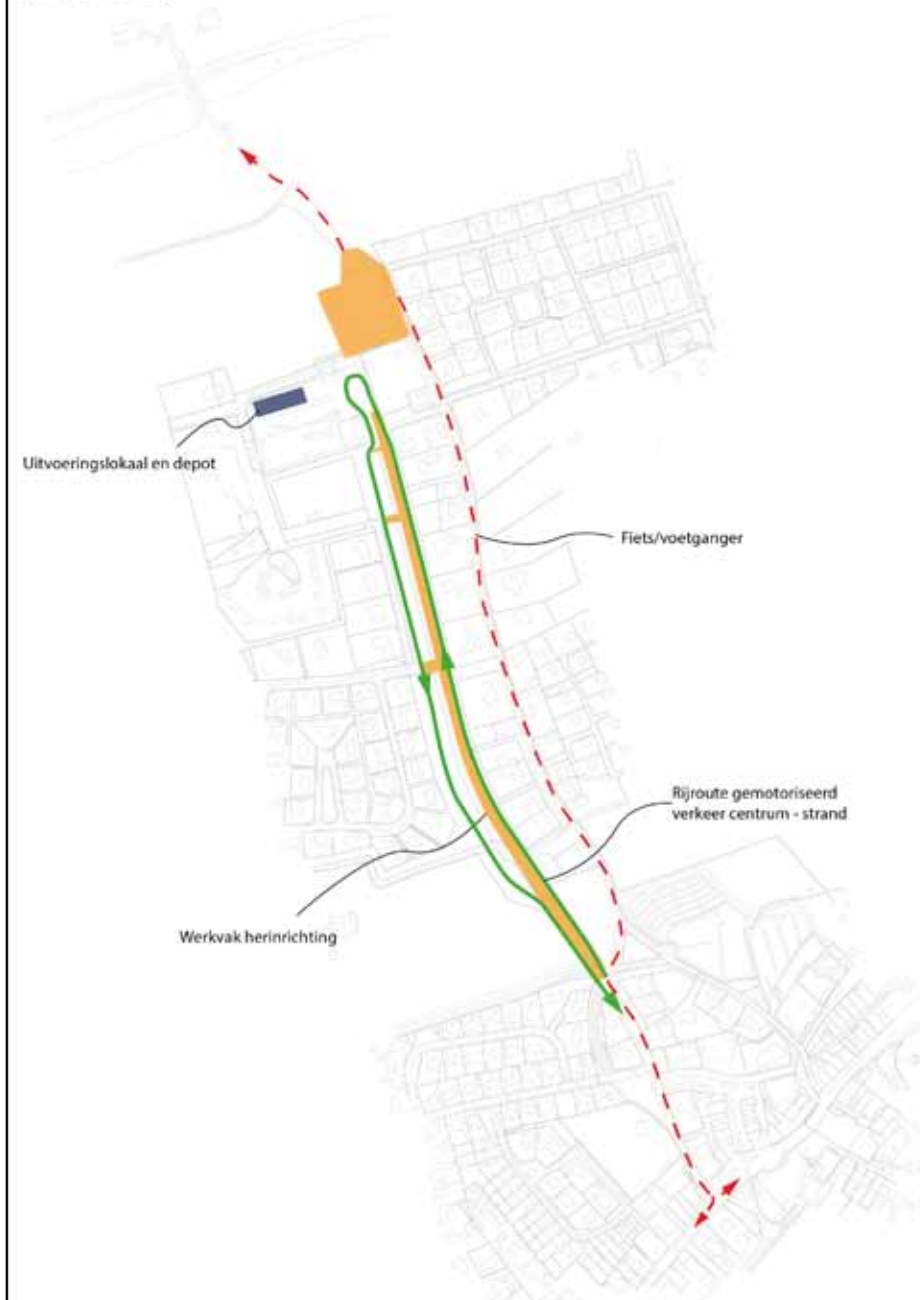 Uitvoeringslokaal en depot
Fiets/voetganger
Rijroute gemotoriseerd
verkeer centrum - strand
Werkvak herinrichting